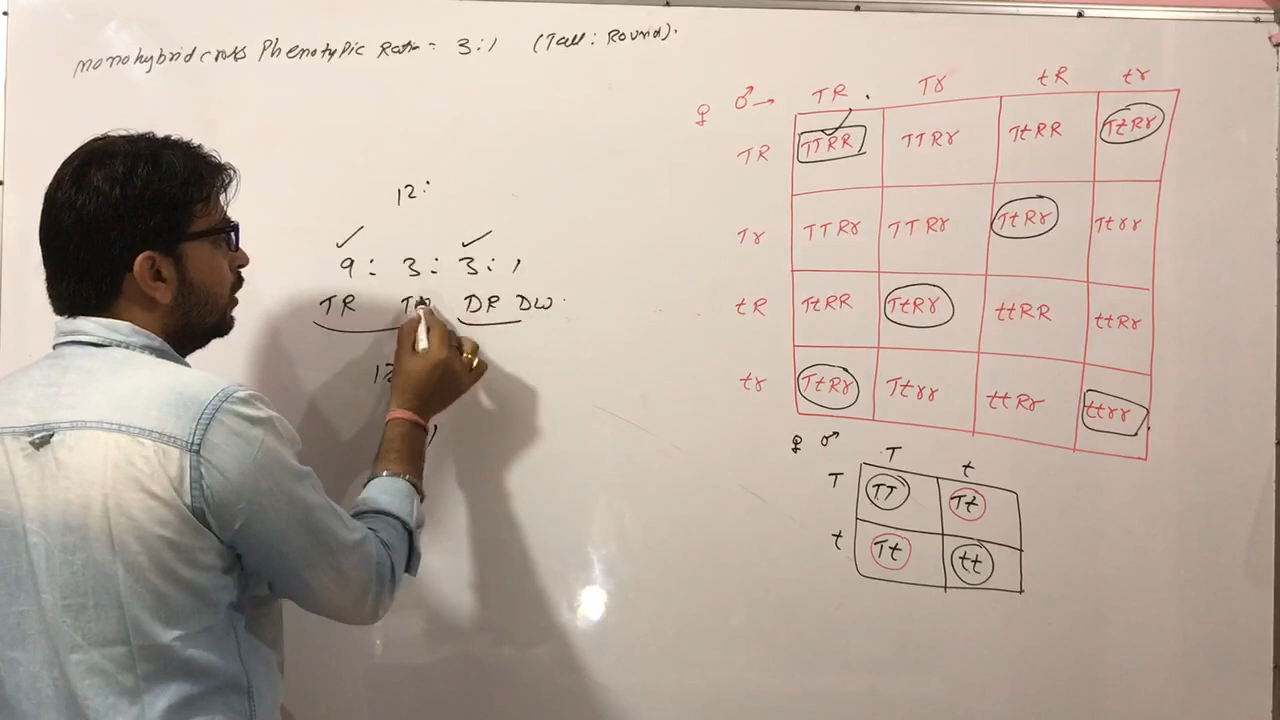 monohybrid cross Phenotypic Ratio = 3:1 (Tall : Round).
12:
9 : 3 : 3 : 1
TR DR DW.
12
♀ ♂→ TR . Tr tR tr
TR TTRR TTRr TtRR TtRr
Tr TTRr TTRr TtRr Ttrr
tR TtRR TtRr ttRR ttRr
tr TtRr Ttrr ttRr ttrr
♀ ♂ T t
T TT Tt
t Tt tt